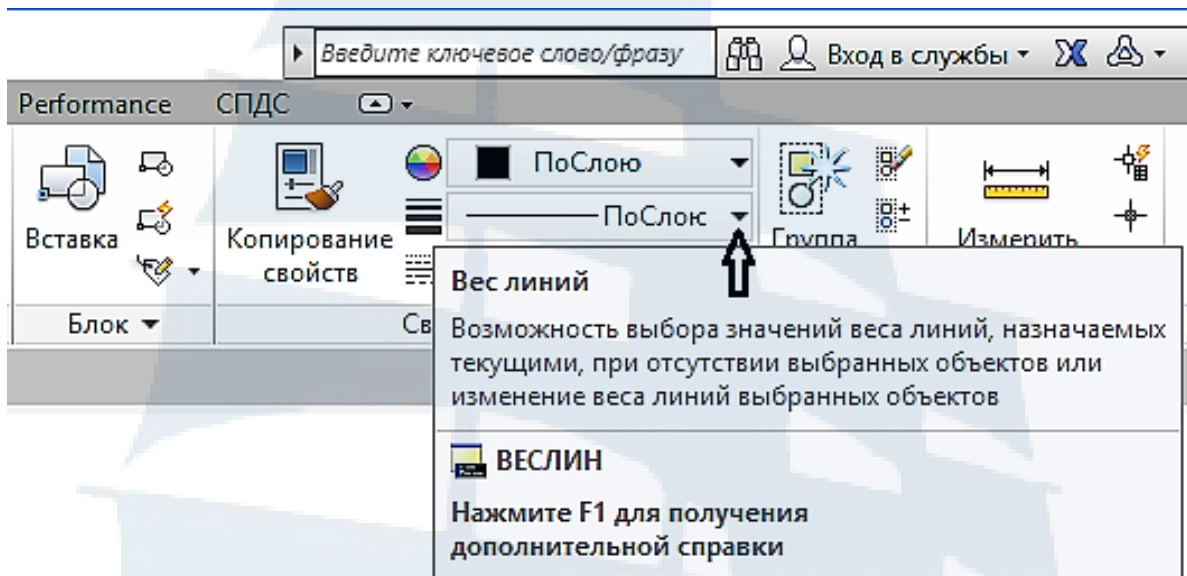 Введите ключевое слово/фразу Вход в службы
Performance СПДС
ПоСлою
ПоСлою
Вставка
Копирование свойств
Группа
Измерить
Блок
Св
Вес линий
Возможность выбора значений веса линий, назначаемых
текущими, при отсутствии выбранных объектов или
изменение веса линий выбранных объектов
ВЕСЛИН
Нажмите F1 для получения
дополнительной справки